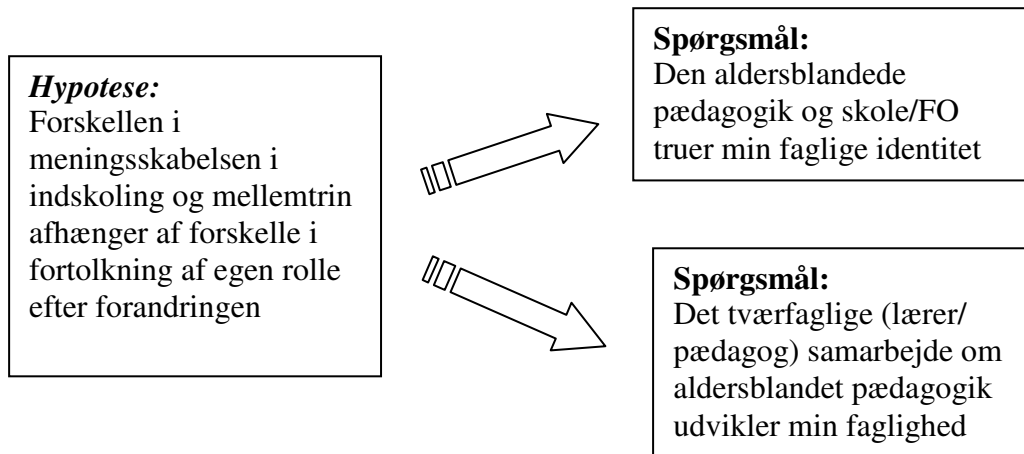 Hypotese:
Forskellen i
meningsskabelsen i
indskoling og mellemtrin
afhænger af forskelle i
fortolkning af egen rolle
efter forandringen
Spørgsmål:
Den aldersblandede
pædagogik og skole/FO
truer min faglige identitet
Spørgsmål:
Det tværfaglige (lærer/
pædagog) samarbejde om
aldersblandet pædagogik
udvikler min faglighed